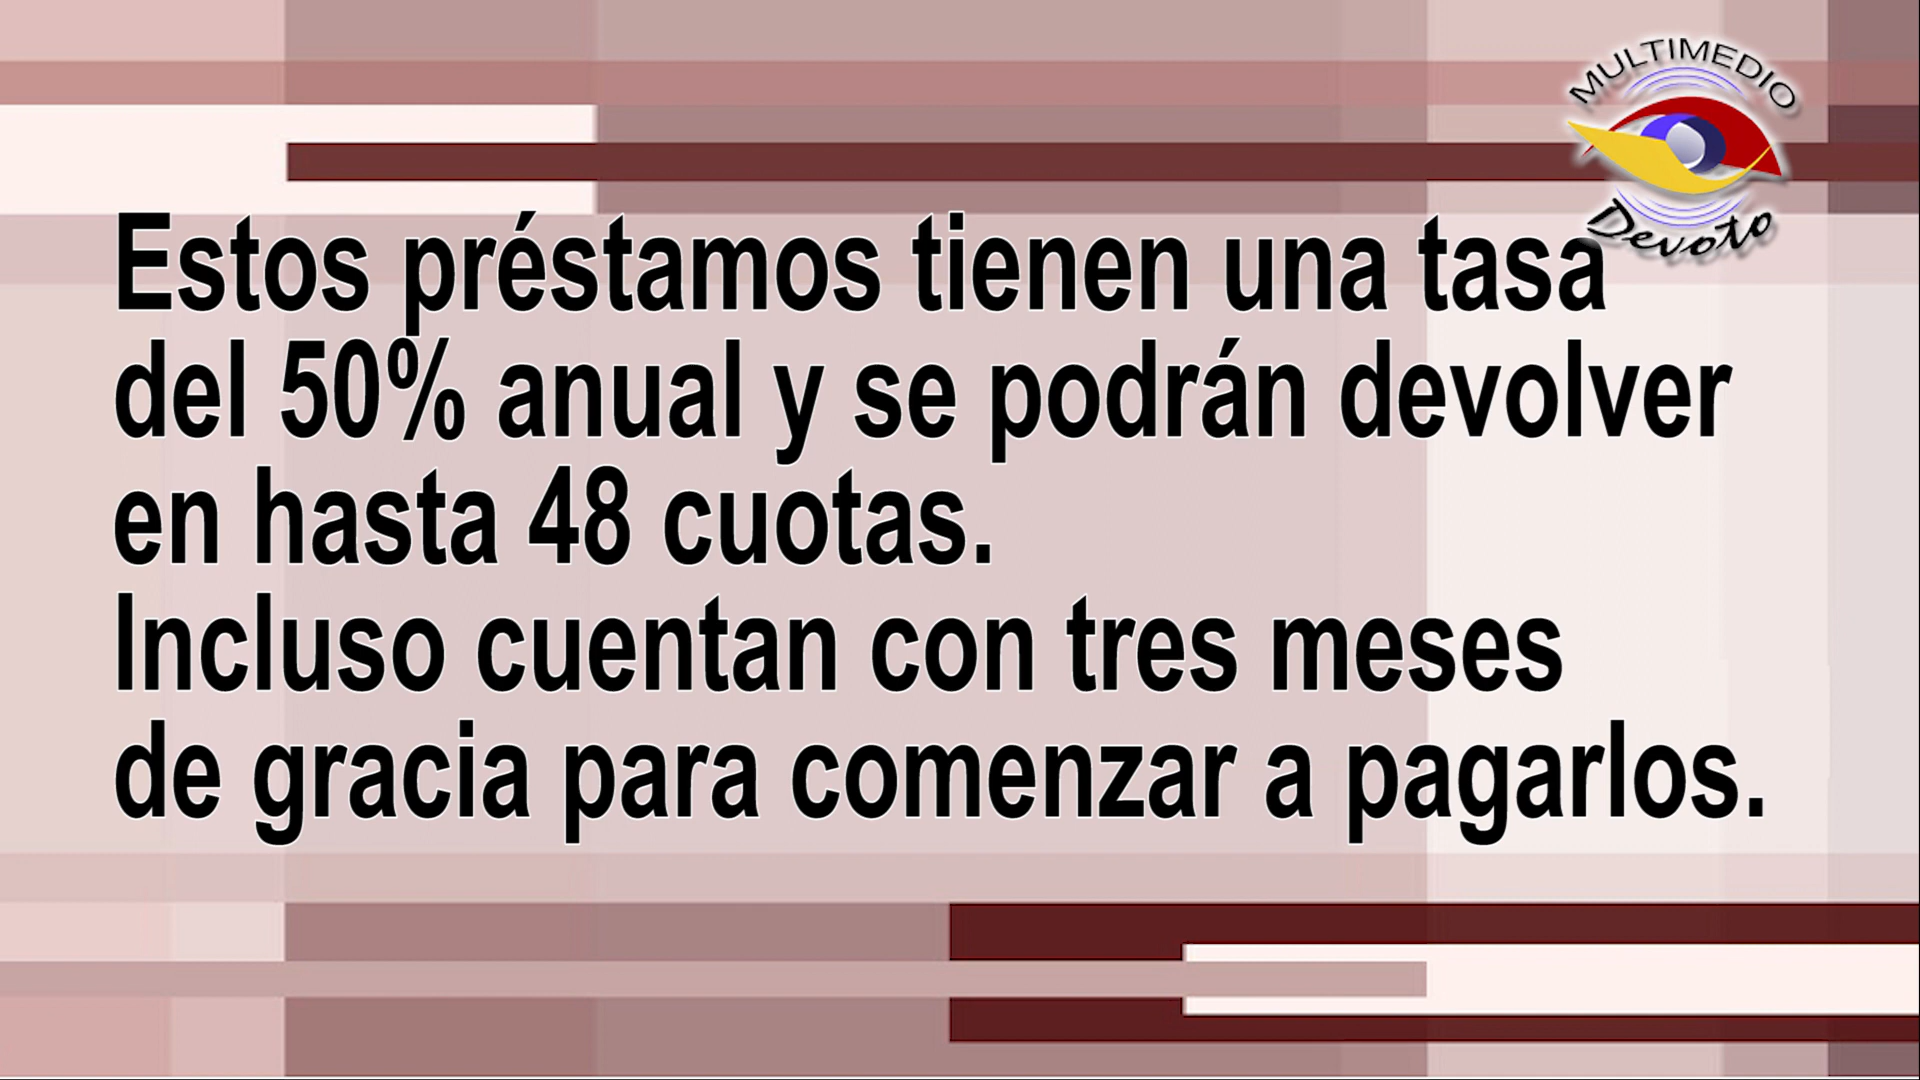 MULTIMEDIO
Devoto
Estos préstamos tienen una tasa
del 50% anual y se podrán devolver
en hasta 48 cuotas.
Incluso cuentan con tres meses
de gracia para comenzar a pagarlos.